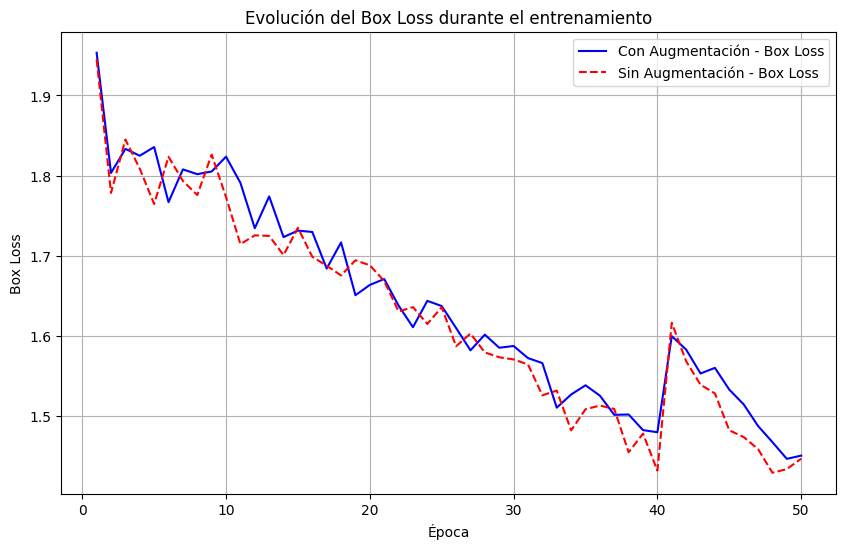 Evolución del Box Loss durante el entrenamiento
Con Augmentación - Box Loss
Sin Augmentación - Box Loss
Box Loss
1.9
1.8
1.7
1.6
1.5
0
10
20
30
40
50
Época